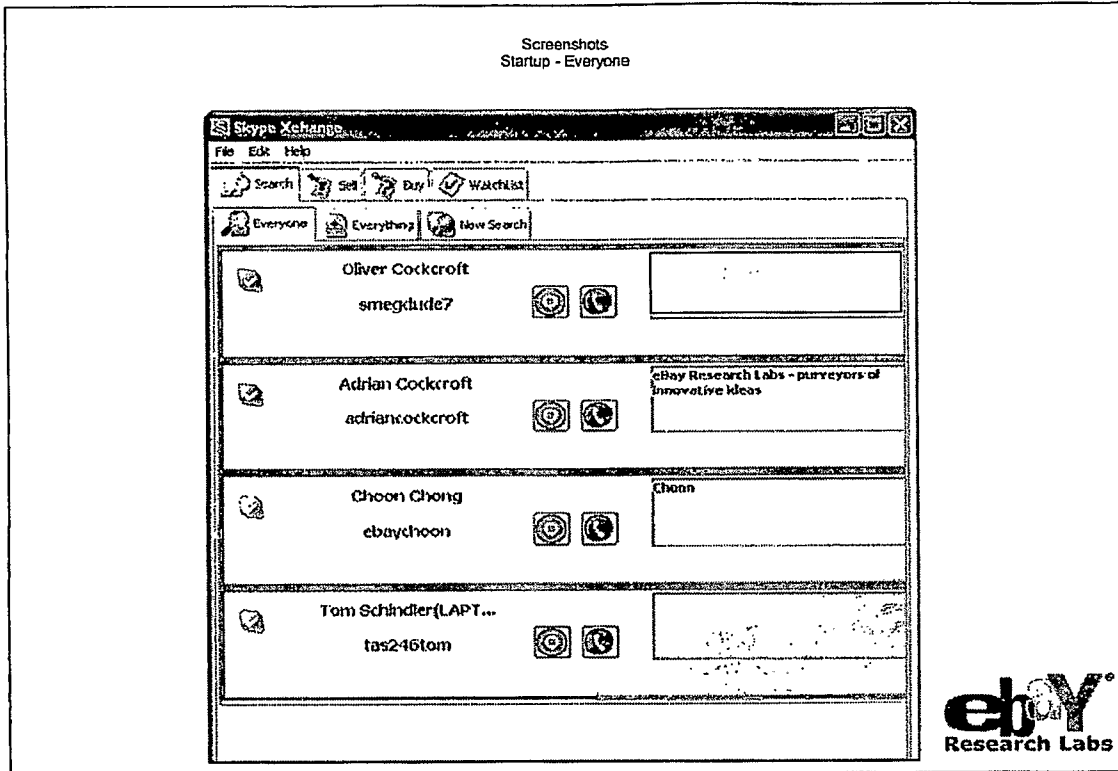 Screenshots
Startup - Everyone
Skype Xchange
File Edit Help
Search Sell Buy WatchList
Everyone Everything New Search
Oliver Cockcroft
smegdude7
Adrian Cockcroft
adriancockcroft
eBay Research Labs - purveyors of
innovative ideas
Choon Chong
ebaychoon
Choon
Tom Schindler(LAPT...
tas246tom
ebY
Research Labs